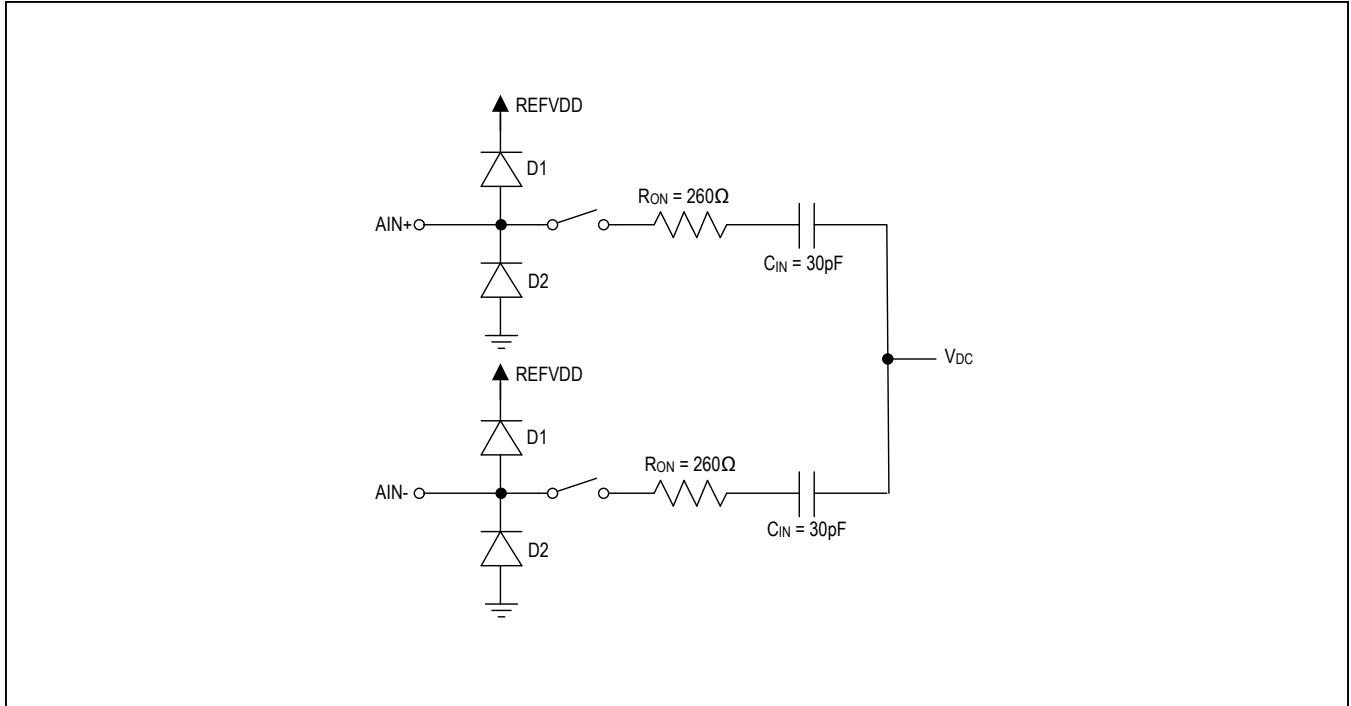 REFVDD
D1
RON = 260Ω
AIN+
CIN = 30pF
D2
VDC
REFVDD
D1
RON = 260Ω
AIN-
CIN = 30pF
D2